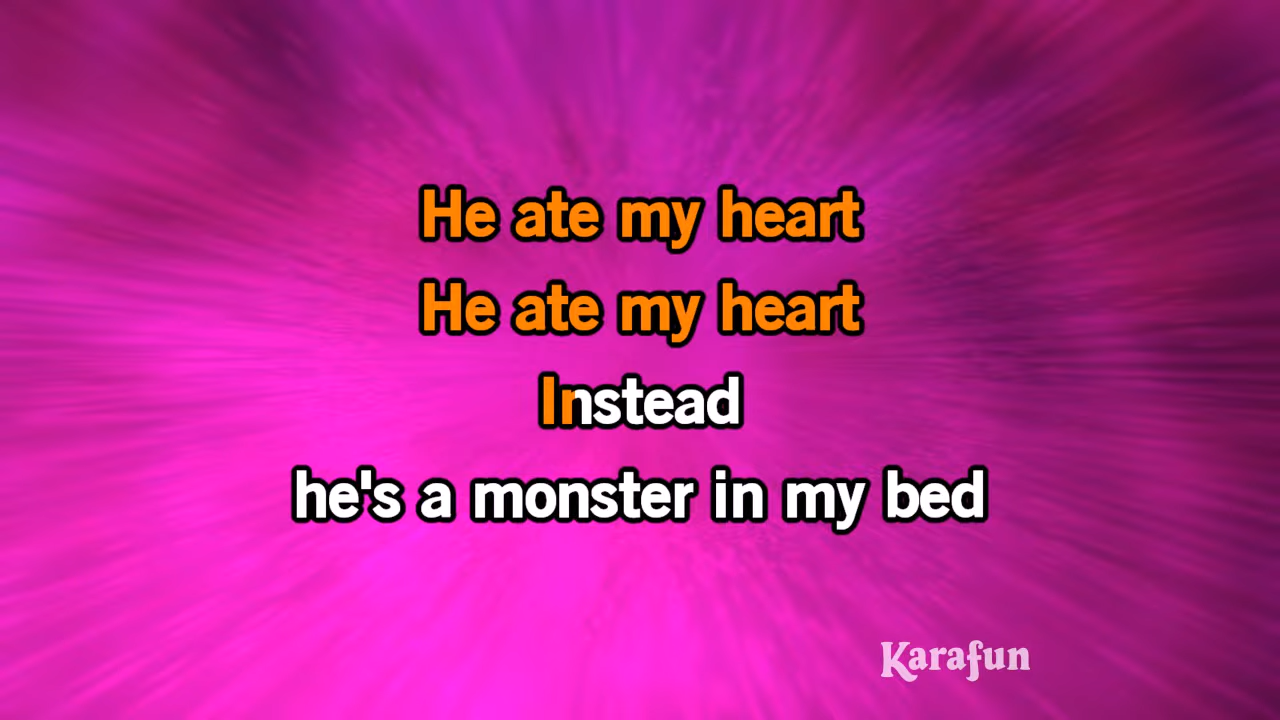 He ate my heart
He ate my heart
Instead
he's a monster in my bed
Karafun